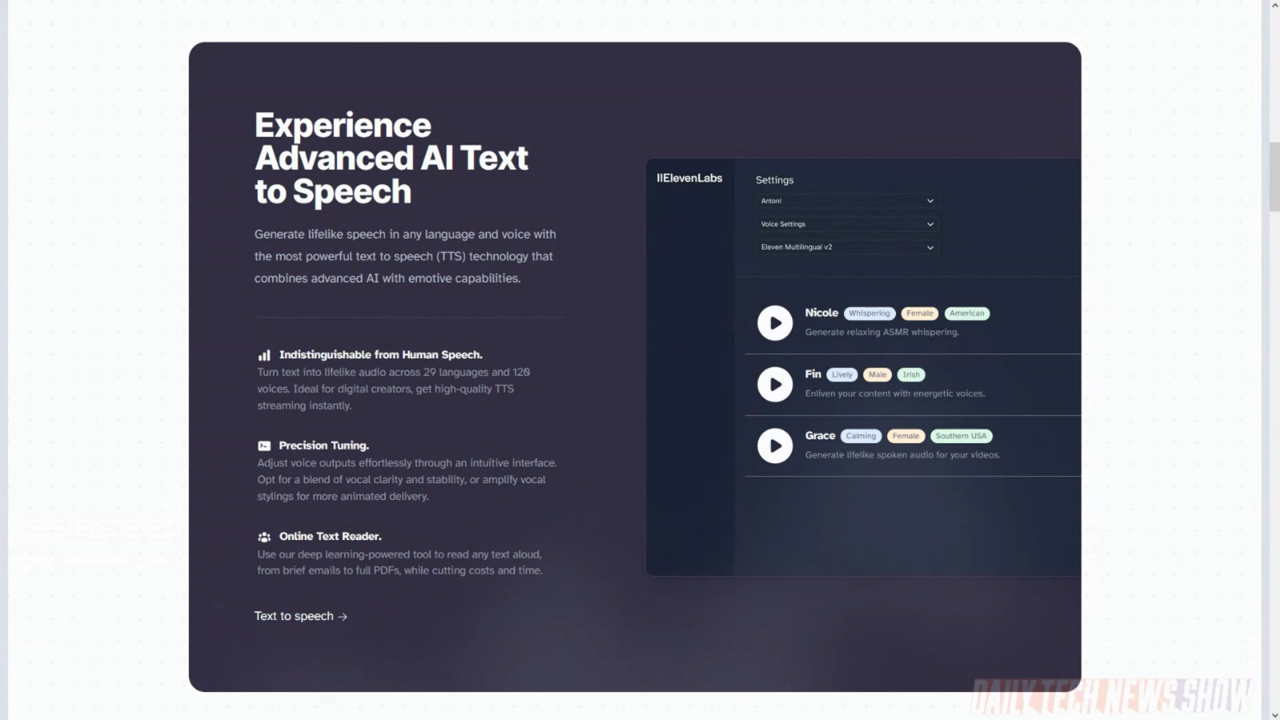 Experience
Advanced AI Text
to Speech
Generate lifelike speech in any language and voice with
the most powerful text to speech (TTS) technology that
combines advanced AI with emotive capabilities.
Indistinguishable from Human Speech.
Turn text into lifelike audio across 29 languages and 120
voices. Ideal for digital creators, get high-quality TTS
streaming instantly.
Precision Tuning.
Adjust voice outputs effortlessly through an intuitive interface.
Opt for a blend of vocal clarity and stability, or amplify vocal
stylings for more animated delivery.
Online Text Reader.
Use our deep learning-powered tool to read any text aloud,
from brief emails to full PDFs, while cutting costs and time.
Text to speech →
IIElevenLabs
Settings
Antoni
Voice Settings
Eleven Multilingual v2
Nicole Whispering Female American
Generate relaxing ASMR whispering.
Fin Lively Male Irish
Enliven your content with energetic voices.
Grace Calming Female Southern USA
Generate lifelike spoken audio for your videos.
DAILY TECH NEWS SHOW